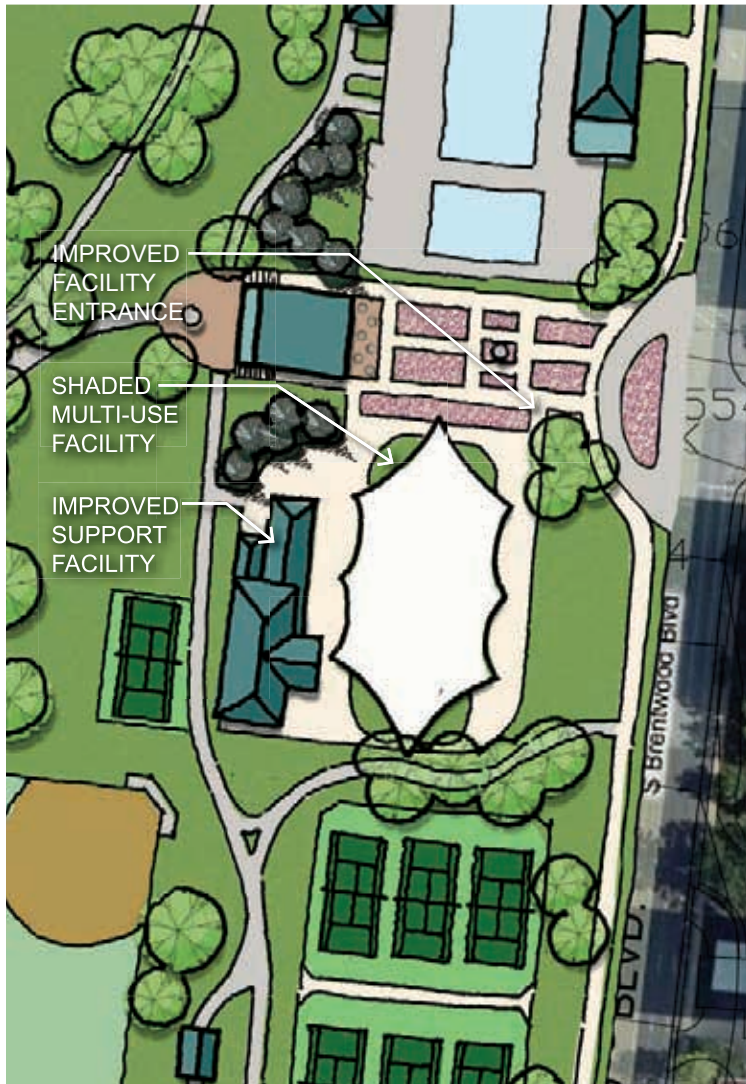 IMPROVED
FACILITY
ENTRANCE
SHADED
MULTI-USE
FACILITY
IMPROVED
SUPPORT
FACILITY
S Brentwood Blvd
BLVD.